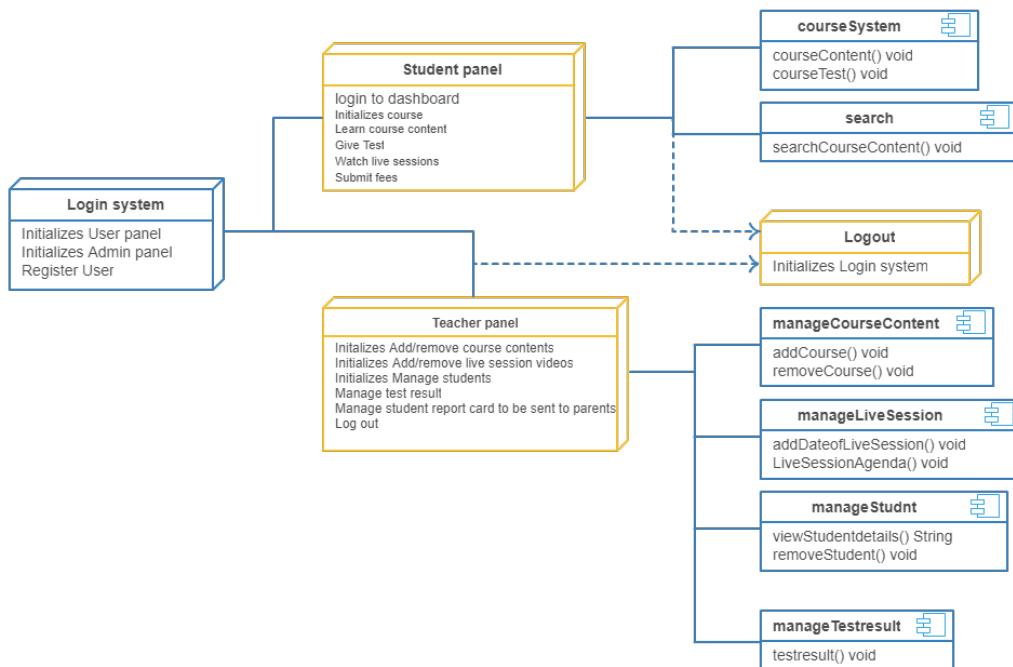 Login system
Initializes User panel
Initializes Admin panel
Register User
Student panel
login to dashboard
Initializes course
Learn course content
Give Test
Watch live sessions
Submit fees
Teacher panel
Initalizes Add/remove course contents
Initializes Add/remove live session videos
Initializes Manage students
Manage test result
Manage student report card to be sent to parents
Log out
courseSystem
courseContent() void
courseTest() void
search
searchCourseContent() void
Logout
Initializes Login system
manageCourseContent
addCourse() void
removeCourse() void
manageLiveSession
addDateofLiveSession() void
LiveSessionAgenda() void
manageStudnt
viewStudentdetails() String
removeStudent() void
manageTestresult
testresult() void